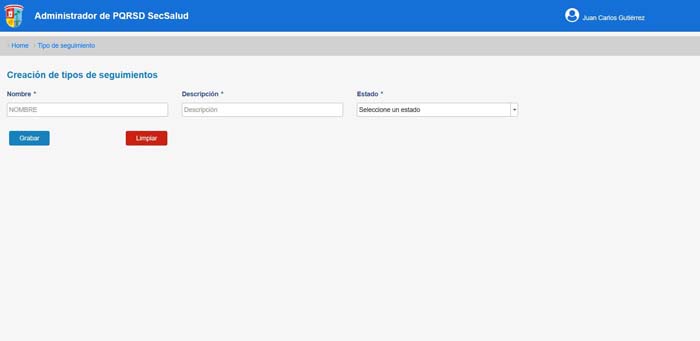 Administrador de PQRSD SecSalud
Juan Carlos Gutiérrez
Home Tipo de seguimiento
Creación de tipos de seguimientos
Nombre * Descripción * Estado *
NOMBRE Descripción Seleccione un estado
Grabar Limpiar